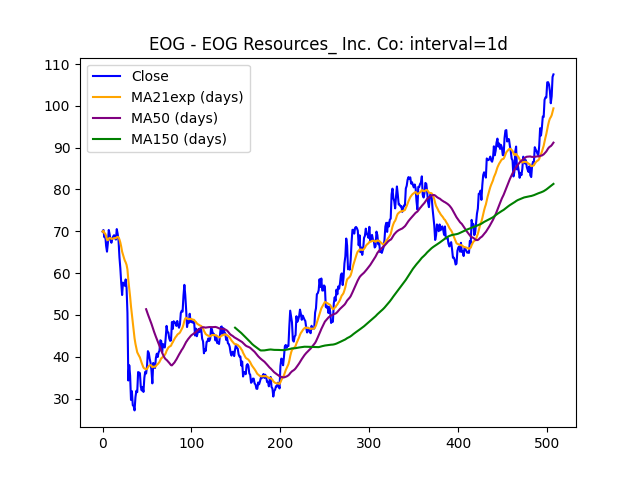 EOG - EOG Resources_ Inc. Co: interval=1d
Close
MA21exp (days)
MA50 (days)
MA150 (days)
110
100
90
80
70
60
50
40
30
0 100 200 300 400 500